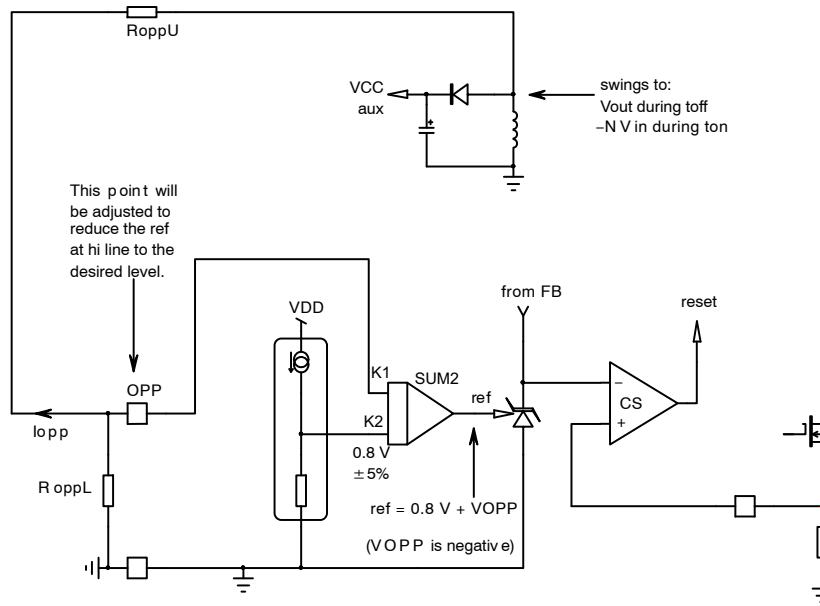 RoppU
VCC
aux
swings to:
Vout during toff
−N V in during ton
This point will
be adjusted to
reduce the ref
at hi line to the
desired level.
from FB
reset
VDD
K1
SUM2
OPP
ref
CS
−
+
Iopp
K2
0.8 V
±5%
R oppL
ref = 0.8 V + VOPP
(VOPP is negative)
+